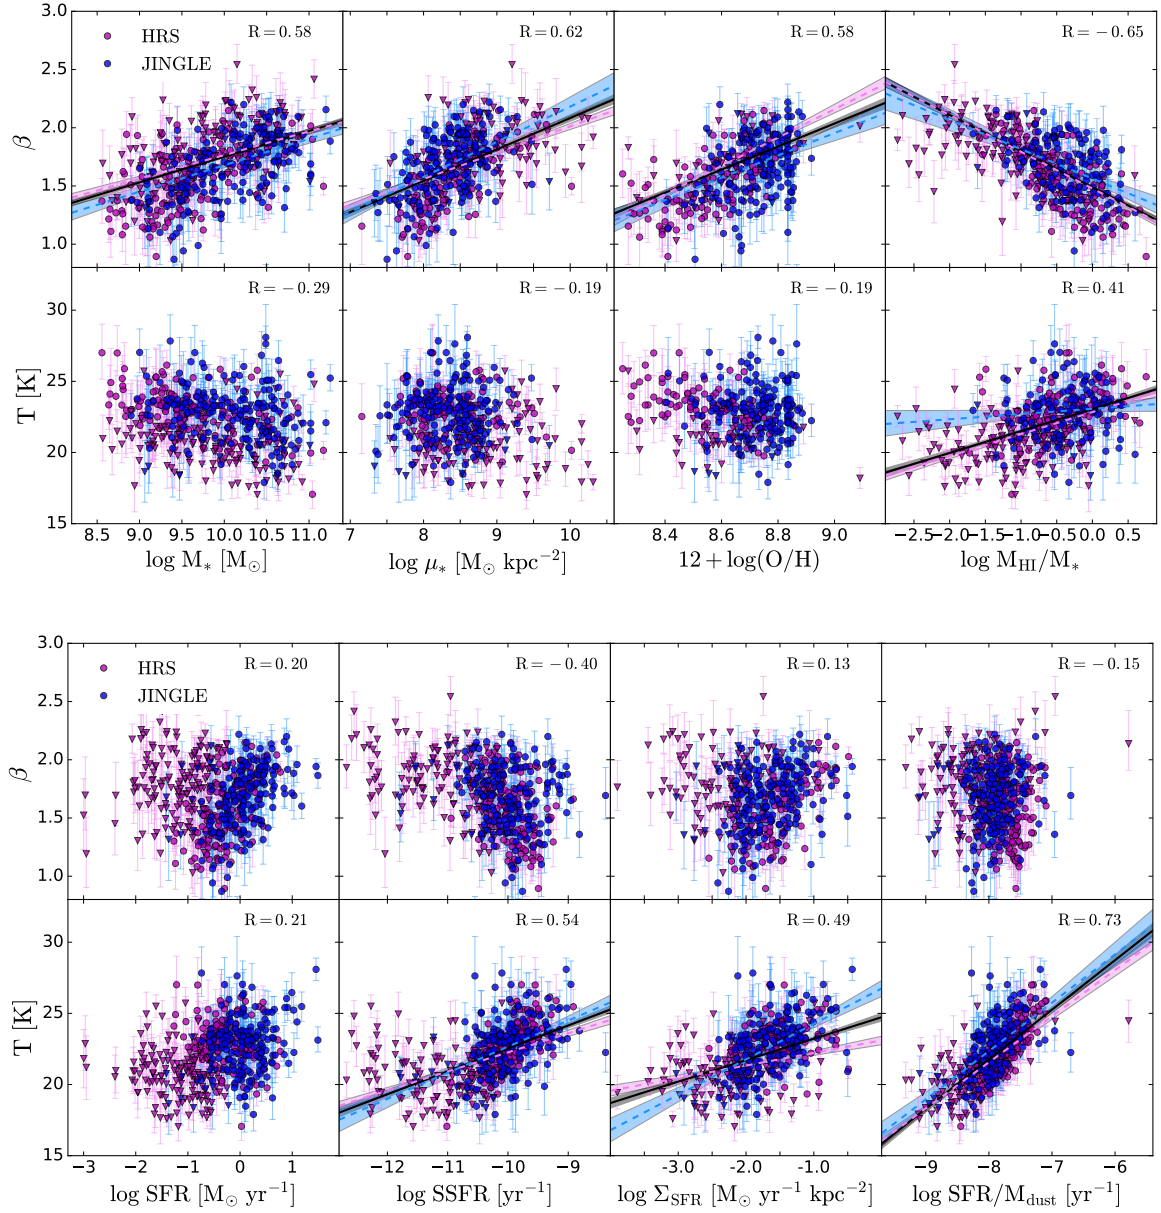 3.0
HRS
JINGLE
R = 0.58
R = 0.62
R = 0.58
R = −0.65
2.5
2.0
β
1.5
1.0
R = −0.29
R = −0.19
R = −0.19
R = 0.41
30
25
T [K]
20
15
8.5 9.0 9.5 10.0 10.5 11.0
7 8 9 10
8.4 8.6 8.8 9.0
−2.5 −2.0 −1.5 −1.0 −0.5 0.0 0.5
log M* [M⊙]
log μ* [M⊙ kpc−2]
12 + log(O/H)
log MHI/M*
3.0
HRS
JINGLE
R = 0.20
R = −0.40
R = 0.13
R = −0.15
2.5
2.0
β
1.5
1.0
R = 0.21
R = 0.54
R = 0.49
R = 0.73
30
25
T [K]
20
15
−3 −2 −1 0 1
−12 −11 −10 −9
−3.0 −2.0 −1.0 0.0
−9 −8 −7 −6
log SFR [M⊙ yr−1]
log SSFR [yr−1]
log ΣSFR [M⊙ yr−1 kpc−2]
log SFR/Mdust [yr−1]